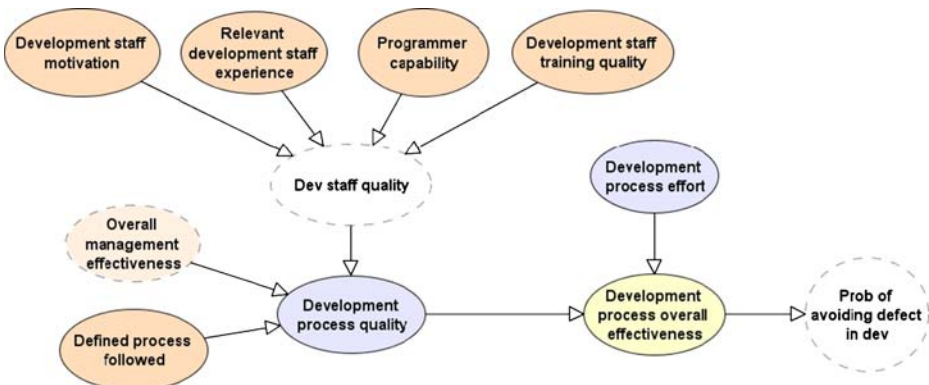 Development staff
motivation
Relevant
development staff
experience
Programmer
capability
Development staff
training quality
Dev staff quality
Development
process effort
Overall
management
effectiveness
Development
process quality
Development
process overall
effectiveness
Prob of
avoiding defect
in dev
Defined process
followed